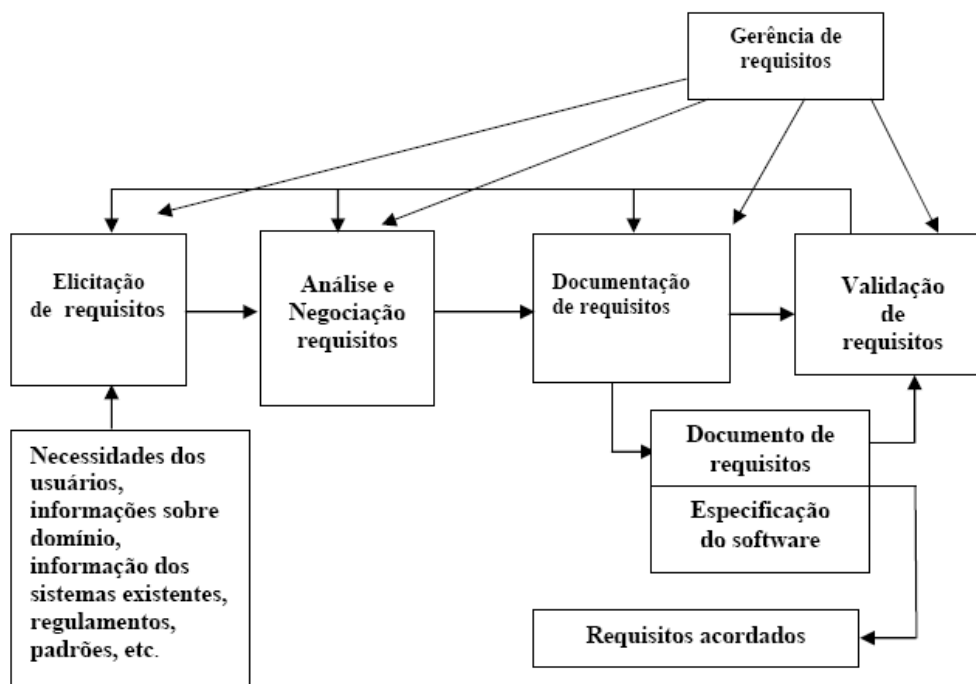 Gerência de
requisitos
Elicitação
de requisitos
Análise e
Negociação
requisitos
Documentação
de requisitos
Validação
de
requisitos
Necessidades dos
usuários,
informações sobre
domínio,
informação dos
sistemas existentes,
regulamentos,
padrões, etc.
Documento de
requisitos
Especificação
do software
Requisitos acordados